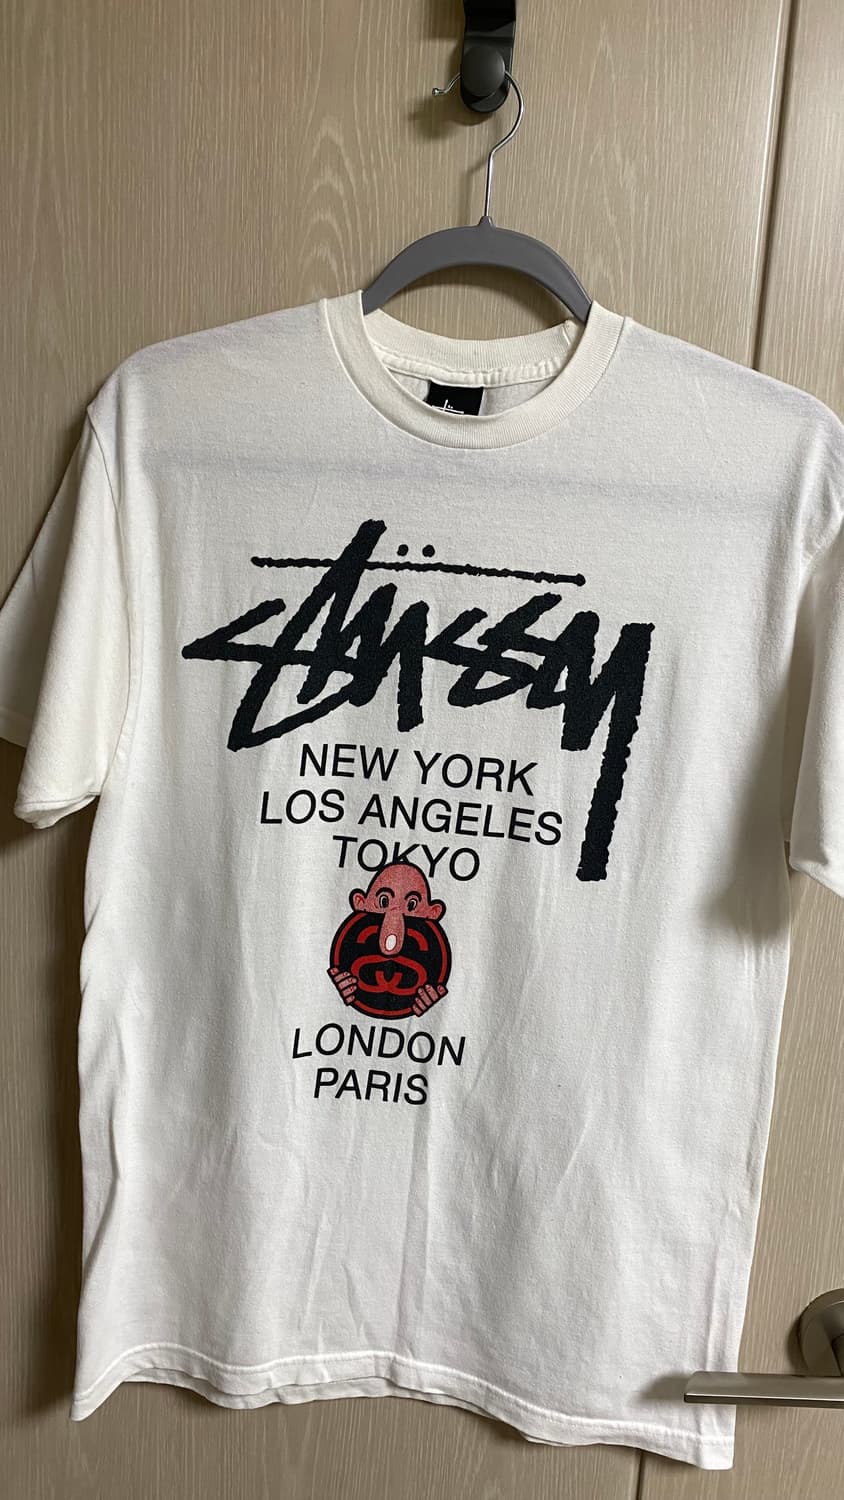 Stüssy
NEW YORK
LOS ANGELES
TOKYO
LONDON
PARIS